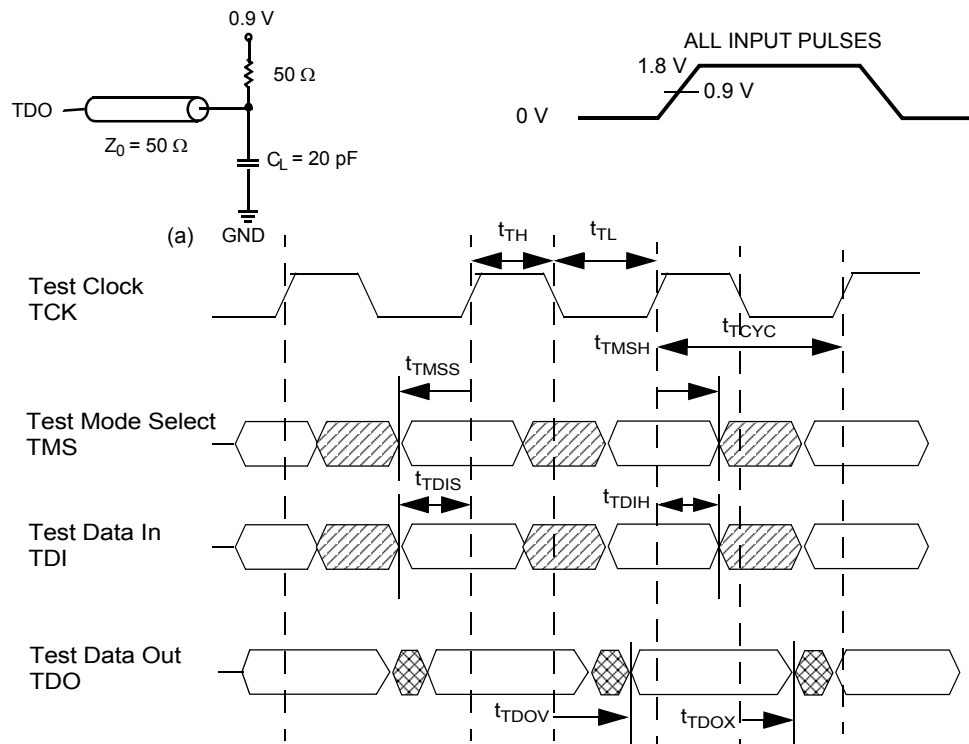 0.9 V
50 Ω
TDO
Z0 = 50 Ω
CL = 20 pF
(a)
GND
ALL INPUT PULSES
1.8 V
0.9 V
0 V
tTH
tTL
Test Clock
TCK
tTCYC
tTMSH
tTMSS
Test Mode Select
TMS
tTDIS
tTDIH
Test Data In
TDI
Test Data Out
TDO
tTDOV
tTDOX